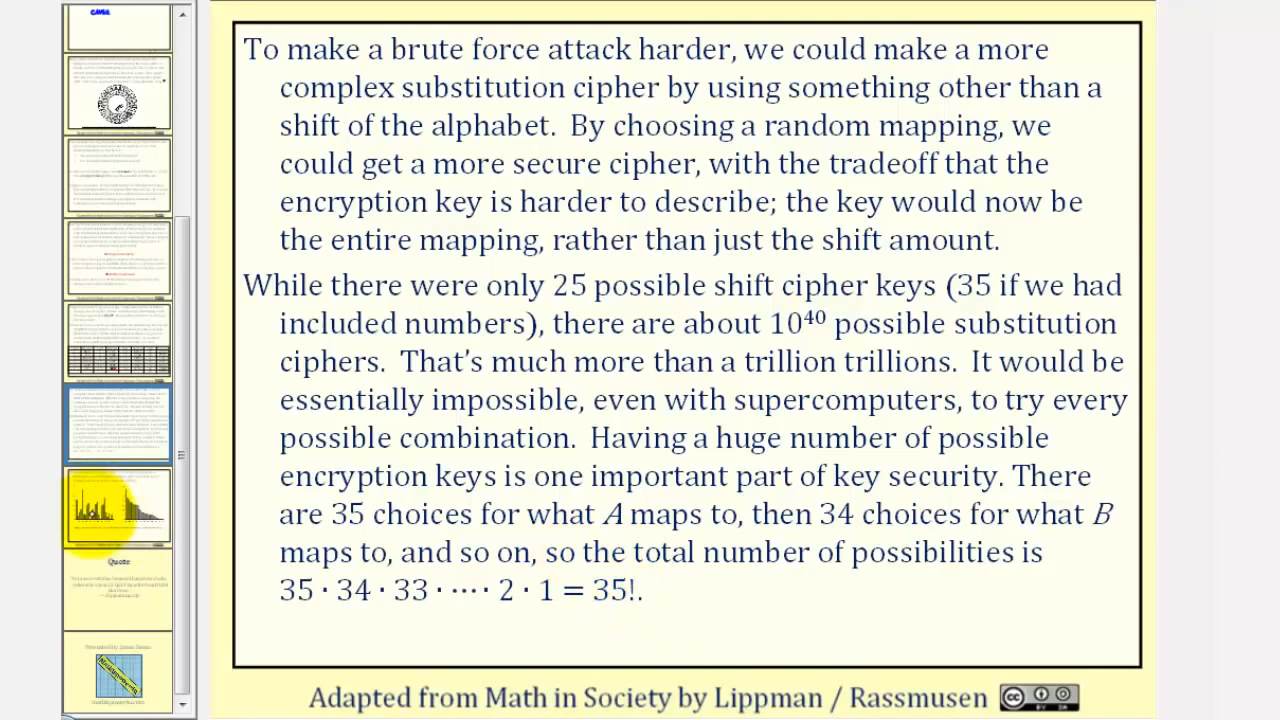 To make a brute force attack harder, we could make a more
complex substitution cipher by using something other than a
shift of the alphabet. By choosing a random mapping, we
could get a more secure cipher, with the tradeoff that the
encryption key is harder to describe; the key would now be
the entire mapping, rather than just the shift amount.
While there were only 25 possible shift cipher keys (35 if we had
included numbers), there are about 10⁴⁰ possible substitution
ciphers. That’s much more than a trillion trillions. It would be
essentially impossible, even with supercomputers, to try every
possible combination. Having a huge number of possible
encryption keys is one important part of key security. There
are 35 choices for what A maps to, then 34 choices for what B
maps to, and so on, so the total number of possibilities is
35 · 34 · 33 · ⋯ · 2 · 1 = 35!.
Adapted from Math in Society by Lippman / Rassmusen
Quote